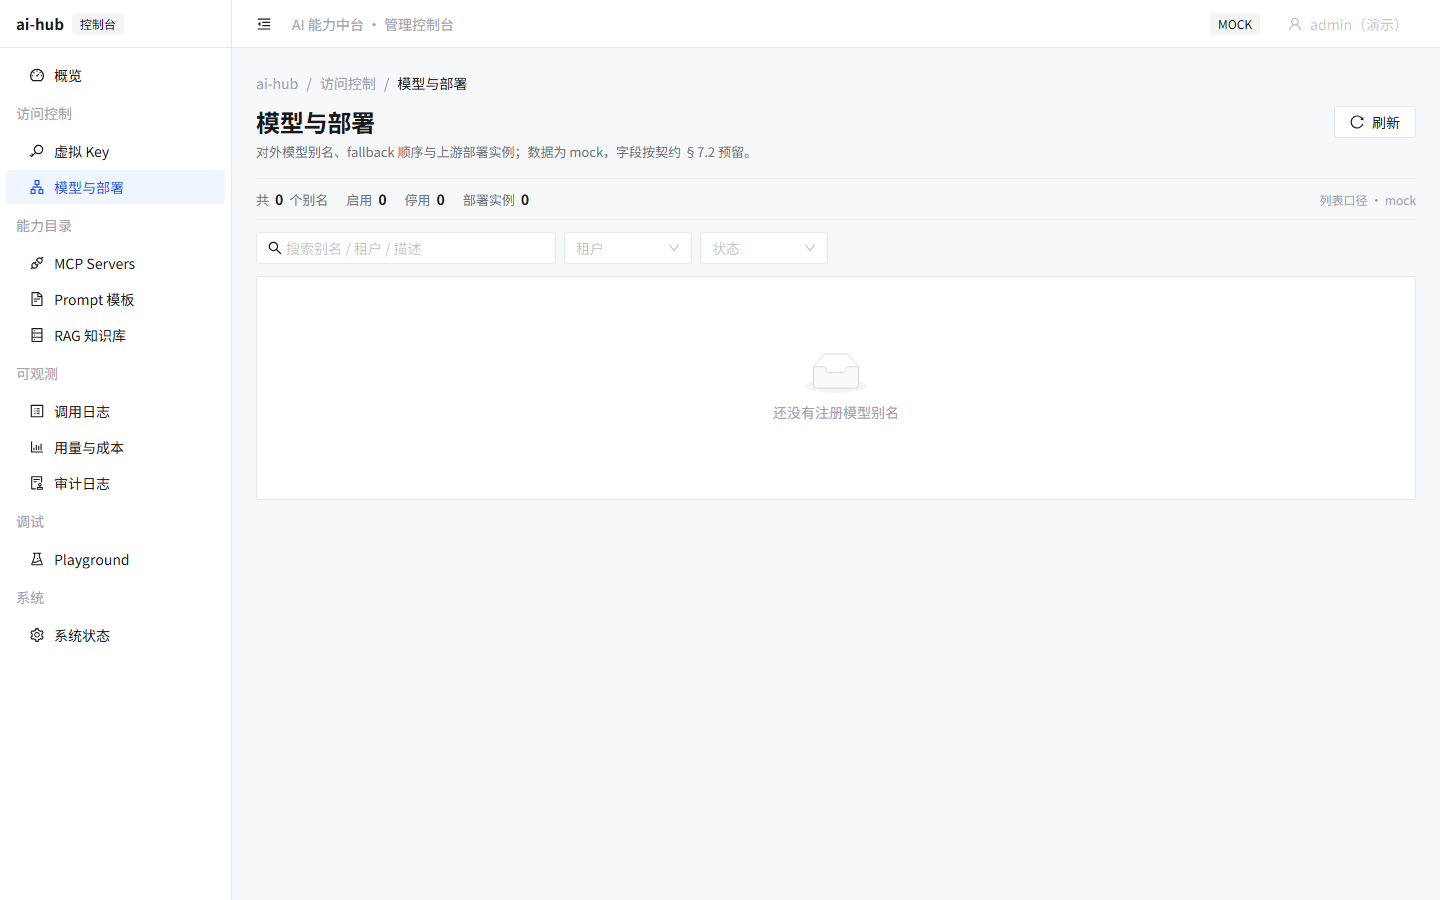 ai-hub 控制台
AI 能力中台 · 管理控制台
MOCK
admin（演示）
概览
访问控制
虚拟 Key
模型与部署
能力目录
MCP Servers
Prompt 模板
RAG 知识库
可观测
调用日志
用量与成本
审计日志
调试
Playground
系统
系统状态
ai-hub / 访问控制 / 模型与部署
模型与部署
刷新
对外模型别名、fallback 顺序与上游部署实例；数据为 mock，字段按契约 §7.2 预留。
共 0 个别名 启用 0 停用 0 部署实例 0
列表口径 · mock
搜索别名 / 租户 / 描述
租户
状态
还没有注册模型别名